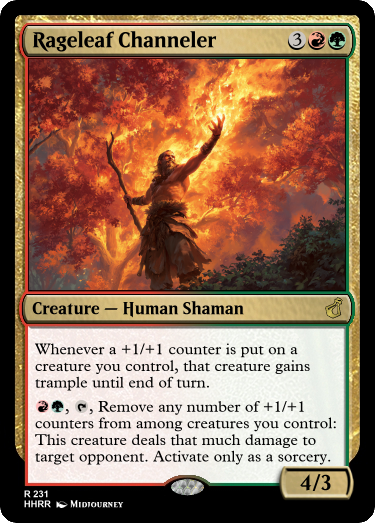 Rageleaf Channeler 3
Creature — Human Shaman
Whenever a +1/+1 counter is put on a
creature you control, that creature gains
trample until end of turn.
, , Remove any number of +1/+1
counters from among creatures you control:
This creature deals that much damage to
target opponent. Activate only as a sorcery.
4/3
R 231
HHRR Midjourney